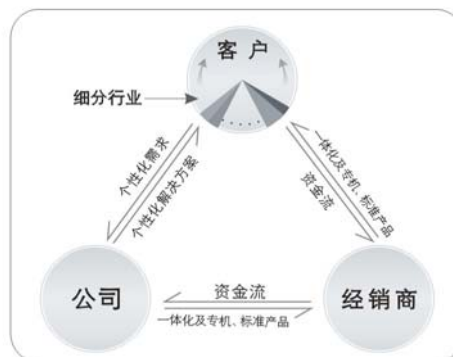 客户
细分行业
个性化需求
个性化解决方案
一体化及专机、标准产品
资金流
公司
资金流
一体化及专机、标准产品
经销商